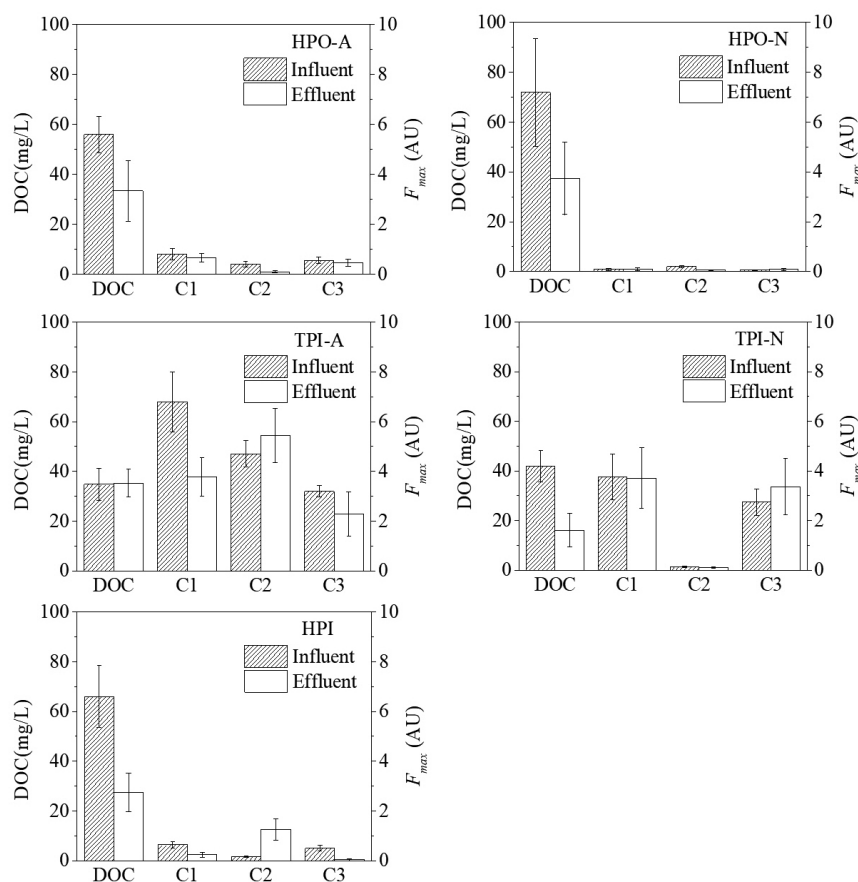 HPO-A
Influent
Effluent
DOC(mg/L)
100
80
60
40
20
0
10
8
6
4
2
0
F max (AU)
DOC C1 C2 C3
HPO-N
Influent
Effluent
DOC(mg/L)
100
80
60
40
20
0
10
8
6
4
2
0
F max (AU)
DOC C1 C2 C3
TPI-A
Influent
Effluent
DOC(mg/L)
100
80
60
40
20
0
10
8
6
4
2
0
F max (AU)
DOC C1 C2 C3
TPI-N
Influent
Effluent
DOC(mg/L)
100
80
60
40
20
0
10
8
6
4
2
0
F max (AU)
DOC C1 C2 C3
HPI
Influent
Effluent
DOC(mg/L)
100
80
60
40
20
0
10
8
6
4
2
0
F max (AU)
DOC C1 C2 C3